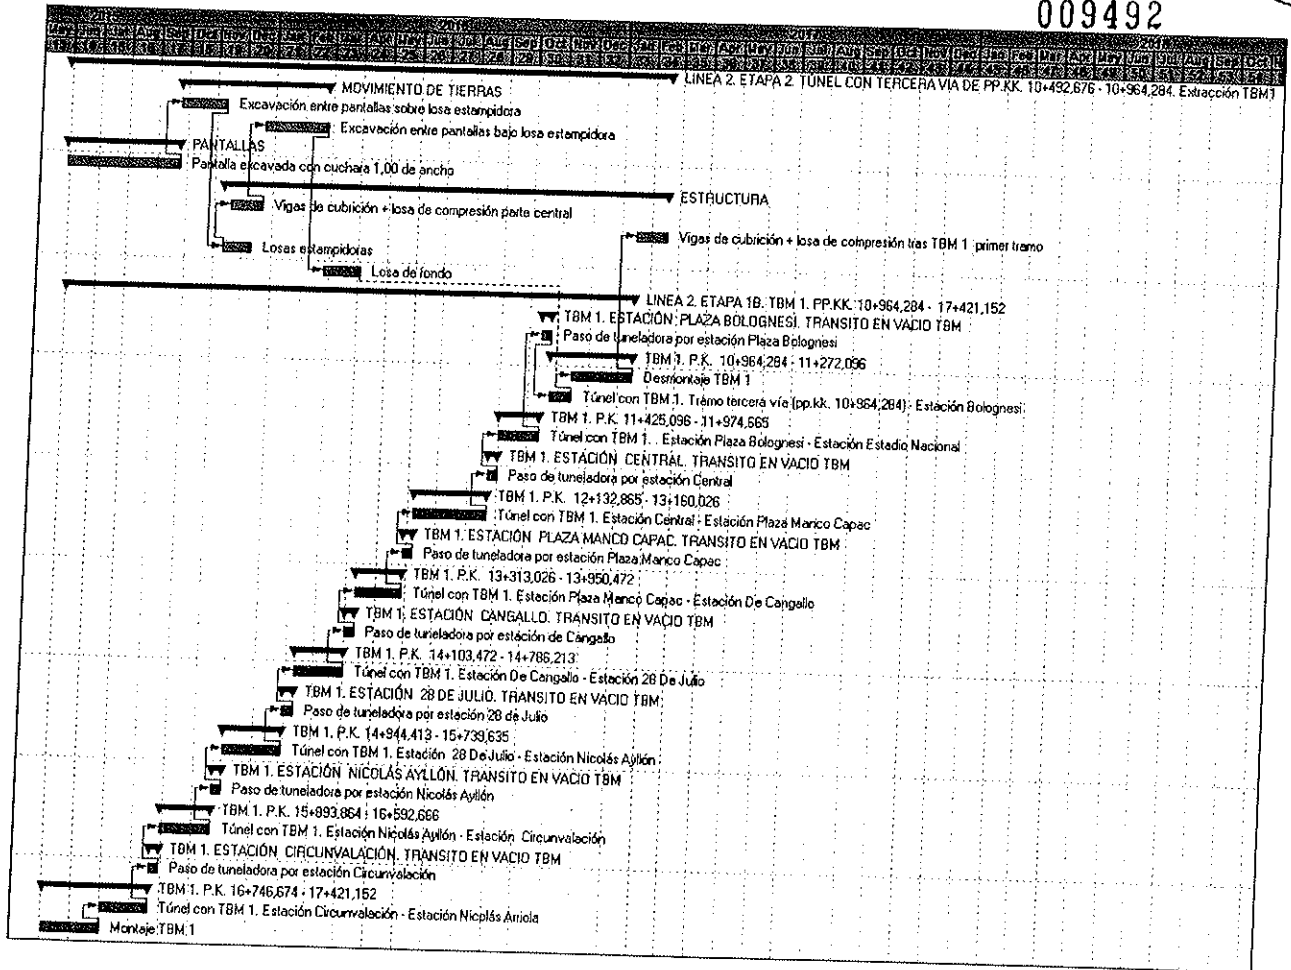 009492
LINEA 2. ETAPA 2. TÚNEL CON TERCERA VIA DE PP.KK. 10+492,676 - 10+964,284. Extracción TBM1
MOVIMIENTO DE TIERRAS
Excavación entre pantallas sobre losa estampidora
Excavación entre pantallas bajo losa estampidora
PANTALLAS
Pantalla excavada con cuchara 1,00 de ancho
ESTRUCTURA
Vigas de cubrición + losa de compresión parte central
Vigas de cubrición + losa de compresión tras TBM 1 primer tramo
Losas estampidoras
Losa de fondo
LINEA 2. ETAPA 1B. TBM 1. PP.KK. 10+964,284 - 17+421,152
TBM 1. ESTACIÓN PLAZA BOLOGNESI. TRANSITO EN VACIO TBM
Paso de tuneladora por estación Plaza Bolognesi
TBM 1. P.K. 10+964,284 - 11+272,096
Desmontaje TBM 1
Túnel con TBM 1. Tramo tercera vía (pp.kk. 10+964,284) - Estación Bolognesi
TBM 1. P.K. 11+425,096 - 11+974,665
Túnel con TBM 1. . Estación Plaza Bolognesi - Estación Estadio Nacional
TBM 1. ESTACIÓN CENTRAL. TRANSITO EN VACIO TBM
Paso de tuneladora por estación Central
TBM 1. P.K. 12+132,865 - 13+160,026
Túnel con TBM 1. Estación Central - Estación Plaza Manco Capac
TBM 1. ESTACIÓN PLAZA MANCO CAPAC. TRANSITO EN VACIO TBM
Paso de tuneladora por estación Plaza Manco Capac
TBM 1. P.K. 13+313,026 - 13+950,472
Túnel con TBM 1. Estación Plaza Manco Capac - Estación De Cangallo
TBM 1. ESTACIÓN CANGALLO. TRANSITO EN VACIO TBM
Paso de tuneladora por estación de Cangallo
TBM 1. P.K. 14+103,472 - 14+786,213
Túnel con TBM 1. Estación De Cangallo - Estación 28 De Julio
TBM 1. ESTACIÓN 28 DE JULIO. TRANSITO EN VACIO TBM
Paso de tuneladora por estación 28 de Julio
TBM 1. P.K. 14+944,413 - 15+739,635
Túnel con TBM 1. Estación 28 De Julio - Estación Nicolás Ayllón
TBM 1. ESTACIÓN NICOLÁS AYLLÓN. TRANSITO EN VACIO TBM
Paso de tuneladora por estación Nicolás Ayllón
TBM 1. P.K. 15+893,864 - 16+592,666
Túnel con TBM 1. Estación Nicolás Ayllón - Estación Circunvalación
TBM 1. ESTACIÓN CIRCUNVALACIÓN. TRANSITO EN VACIO TBM
Paso de tuneladora por estación Circunvalación
TBM 1. P.K. 16+746,674 - 17+421,152
Túnel con TBM 1. Estación Circunvalación - Estación Nicolás Arriola
Montaje TBM 1